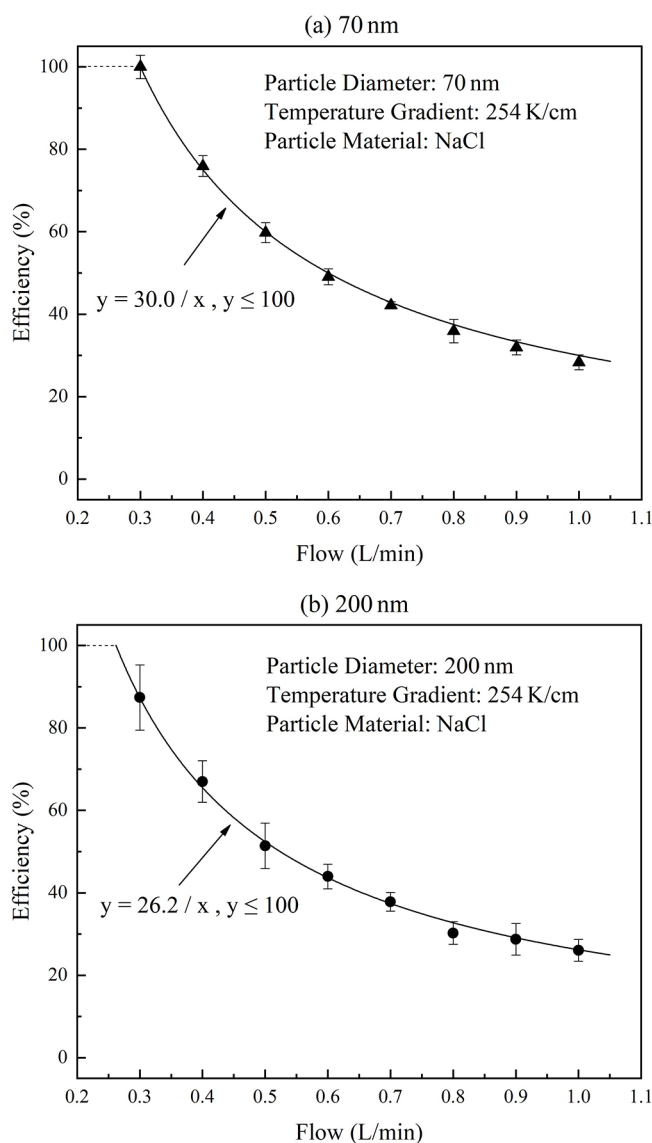 (a) 70 nm
100
80
60
40
20
0
Efficiency (%)
Particle Diameter: 70 nm
Temperature Gradient: 254 K/cm
Particle Material: NaCl
y = 30.0 / x , y ≤ 100
0.2 0.3 0.4 0.5 0.6 0.7 0.8 0.9 1.0 1.1
Flow (L/min)
(b) 200 nm
100
80
60
40
20
0
Efficiency (%)
Particle Diameter: 200 nm
Temperature Gradient: 254 K/cm
Particle Material: NaCl
y = 26.2 / x , y ≤ 100
0.2 0.3 0.4 0.5 0.6 0.7 0.8 0.9 1.0 1.1
Flow (L/min)